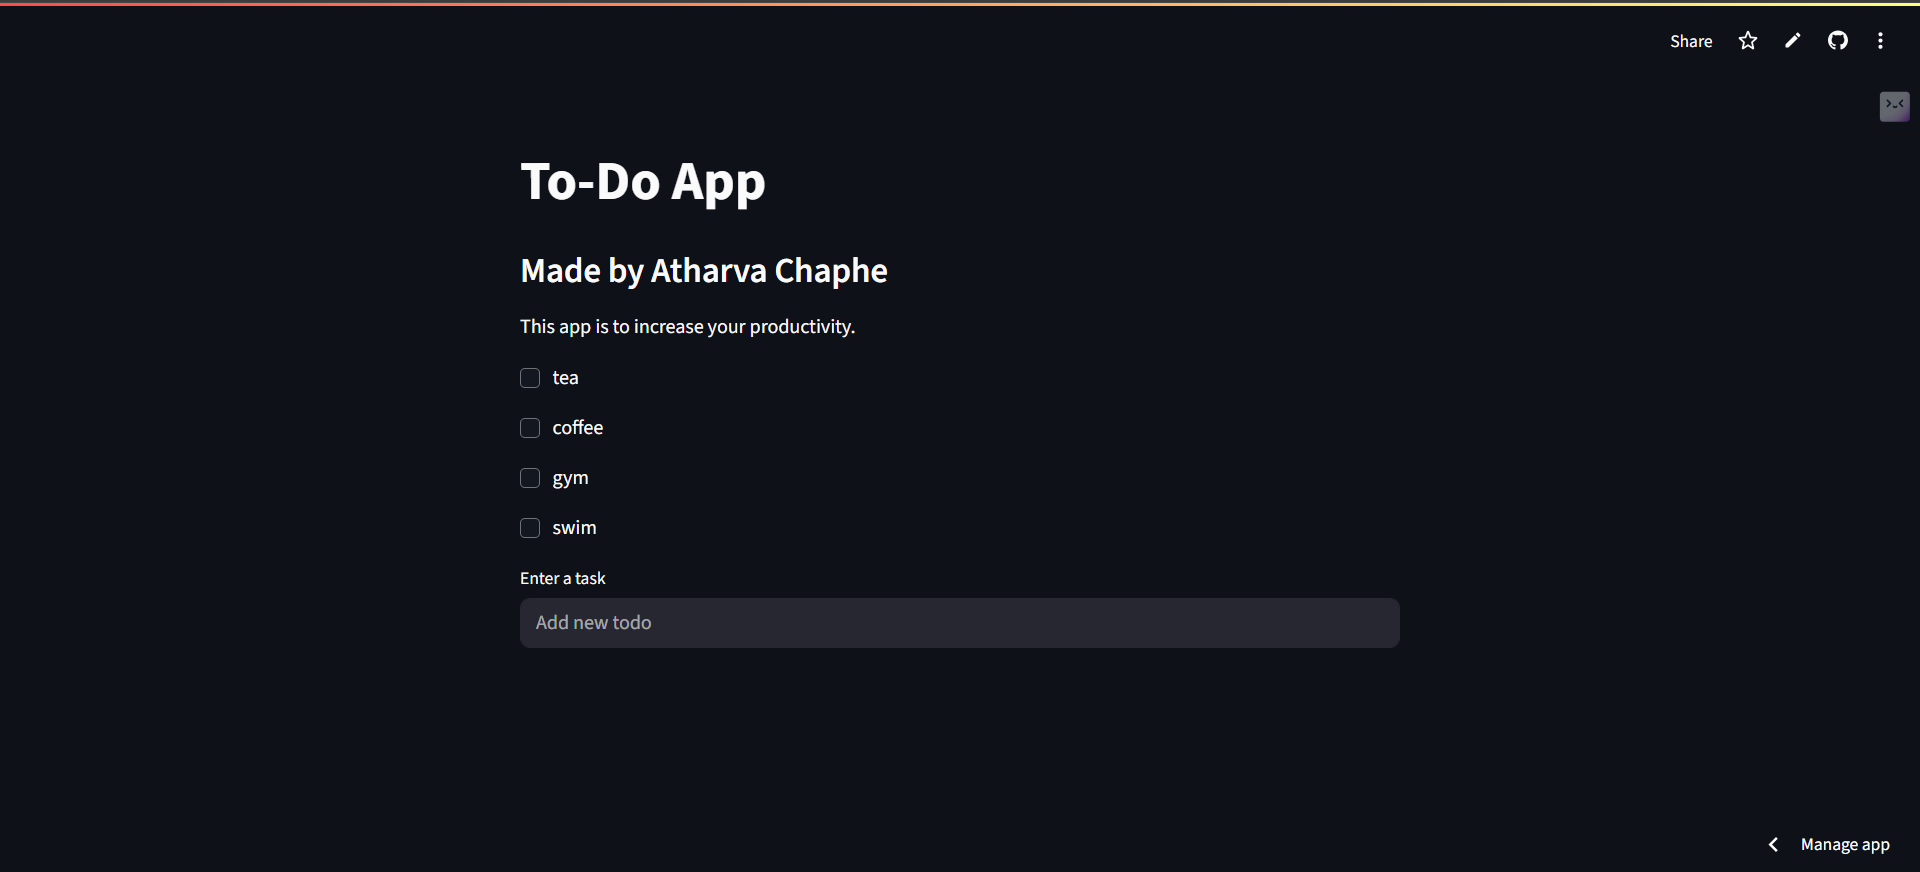 Share
To-Do App
Made by Atharva Chaphe
This app is to increase your productivity.
tea
coffee
gym
swim
Enter a task
Add new todo
Manage app